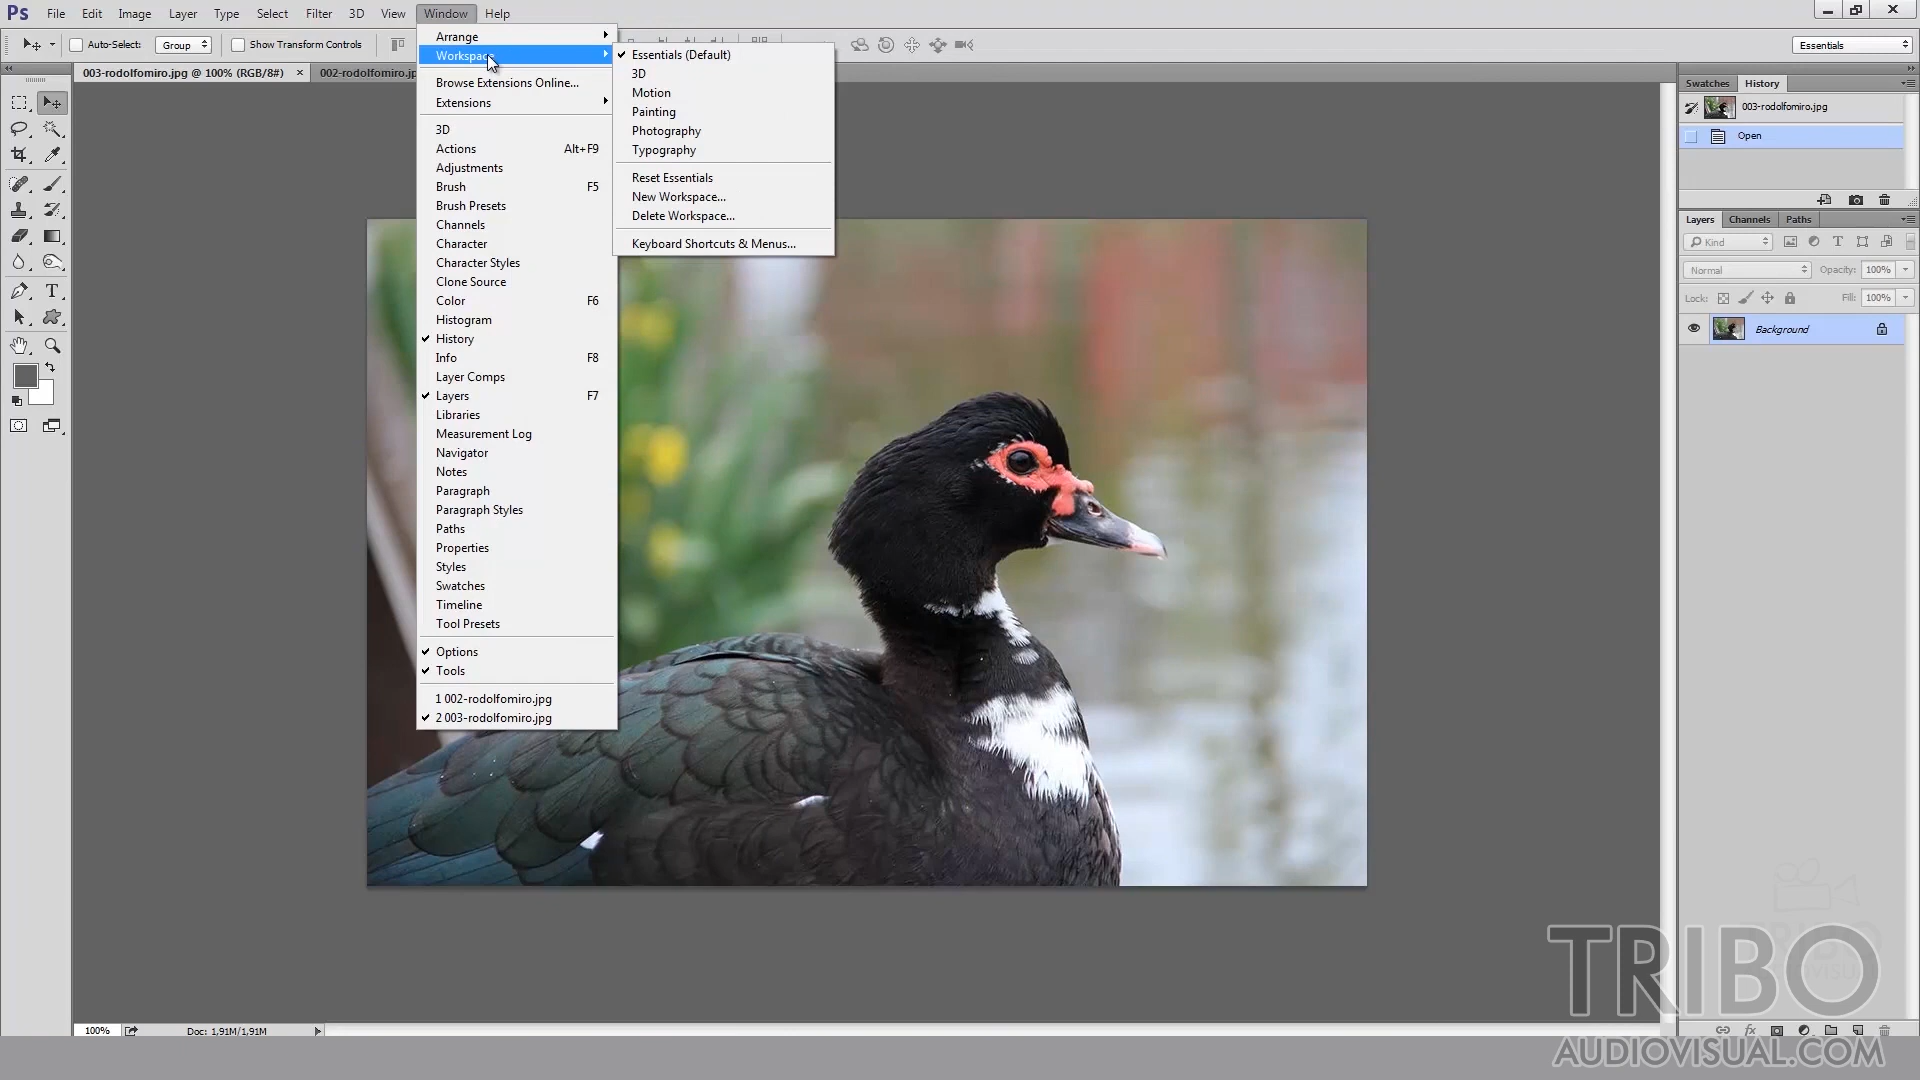 Ps File Edit Image Layer Type Select Filter 3D View Window Help
Auto-Select: Group Show Transform Controls
Essentials
003-rodolfomiro.jpg @ 100% (RGB/8#) × 002-rodolfomiro.jp
Arrange
Workspac
Browse Extensions Online...
Extensions
3D
Actions Alt+F9
Adjustments
Brush F5
Brush Presets
Channels
Character
Character Styles
Clone Source
Color F6
Histogram
History
Info F8
Layer Comps
Layers F7
Libraries
Measurement Log
Navigator
Notes
Paragraph
Paragraph Styles
Paths
Properties
Styles
Swatches
Timeline
Tool Presets
Options
Tools
1 002-rodolfomiro.jpg
2 003-rodolfomiro.jpg
Essentials (Default)
3D
Motion
Painting
Photography
Typography
Reset Essentials
New Workspace...
Delete Workspace...
Keyboard Shortcuts & Menus...
Swatches History
003-rodolfomiro.jpg
Open
Layers Channels Paths
Kind
Normal Opacity: 100%
Lock: Fill: 100%
Background
100% Doc: 1,91M/1,91M
TRIBO
AUDIOVISUAL.COM